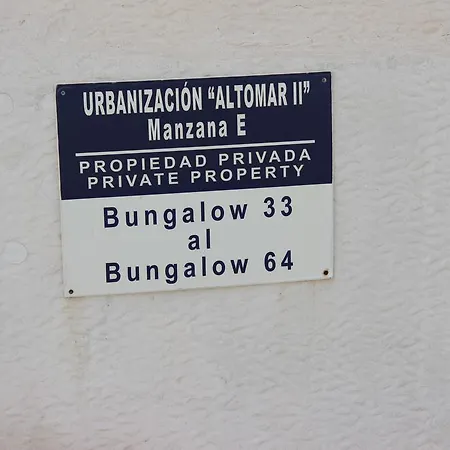 URBANIZACIÓN "ALTOMAR II"
Manzana E
PROPIEDAD PRIVADA
PRIVATE PROPERTY
Bungalow 33
al
Bungalow 64